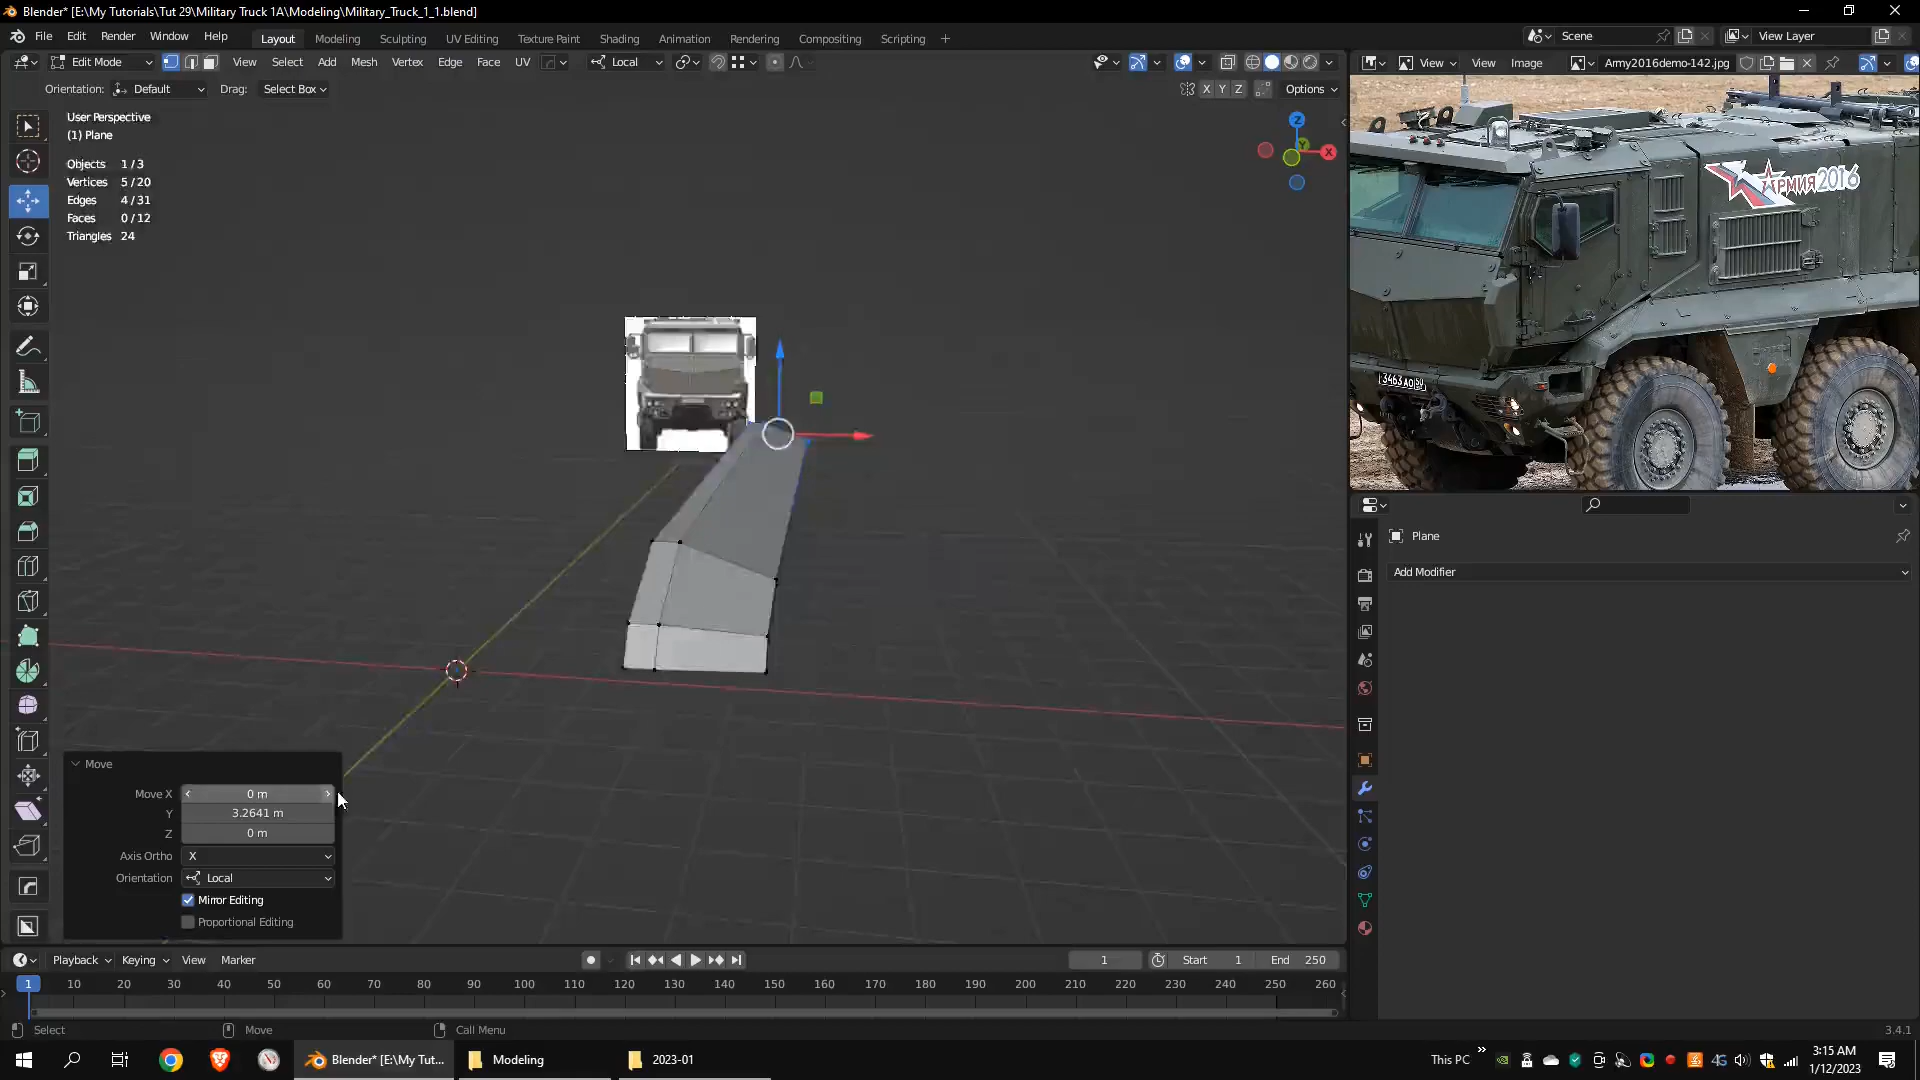 Blender* [E:\My Tutorials\Tut 29\Military Truck 1A\Modeling\Military_Truck_1_1.blend]
File Edit Render Window Help Layout Modeling Sculpting UV Editing Texture Paint Shading Animation Rendering Compositing Scripting + Scene View Layer
Edit Mode View Select Add Mesh Vertex Edge Face UV Local View View Image Army2016demo-142.jpg
Orientation: Default Drag: Select Box X Y Z Options
User Perspective
(1) Plane
Objects 1/3
Vertices 5/20
Edges 4/31
Faces 0/12
Triangles 24
Z
Y
X
АРМИЯ2016
3463АО50
Plane
Add Modifier
Move
Move X 0 m
Y 3.2641 m
Z 0 m
Axis Ortho X
Orientation Local
Mirror Editing
Proportional Editing
Playback Keying View Marker 1 Start 1 End 250
1 10 20 30 40 50 60 70 80 90 100 110 120 130 140 150 160 170 180 190 200 210 220 230 240 250 260
Select Move Call Menu 3.4.1
Blender* [E:\My Tut... Modeling 2023-01 This PC 4G 3:15 AM
1/12/2023